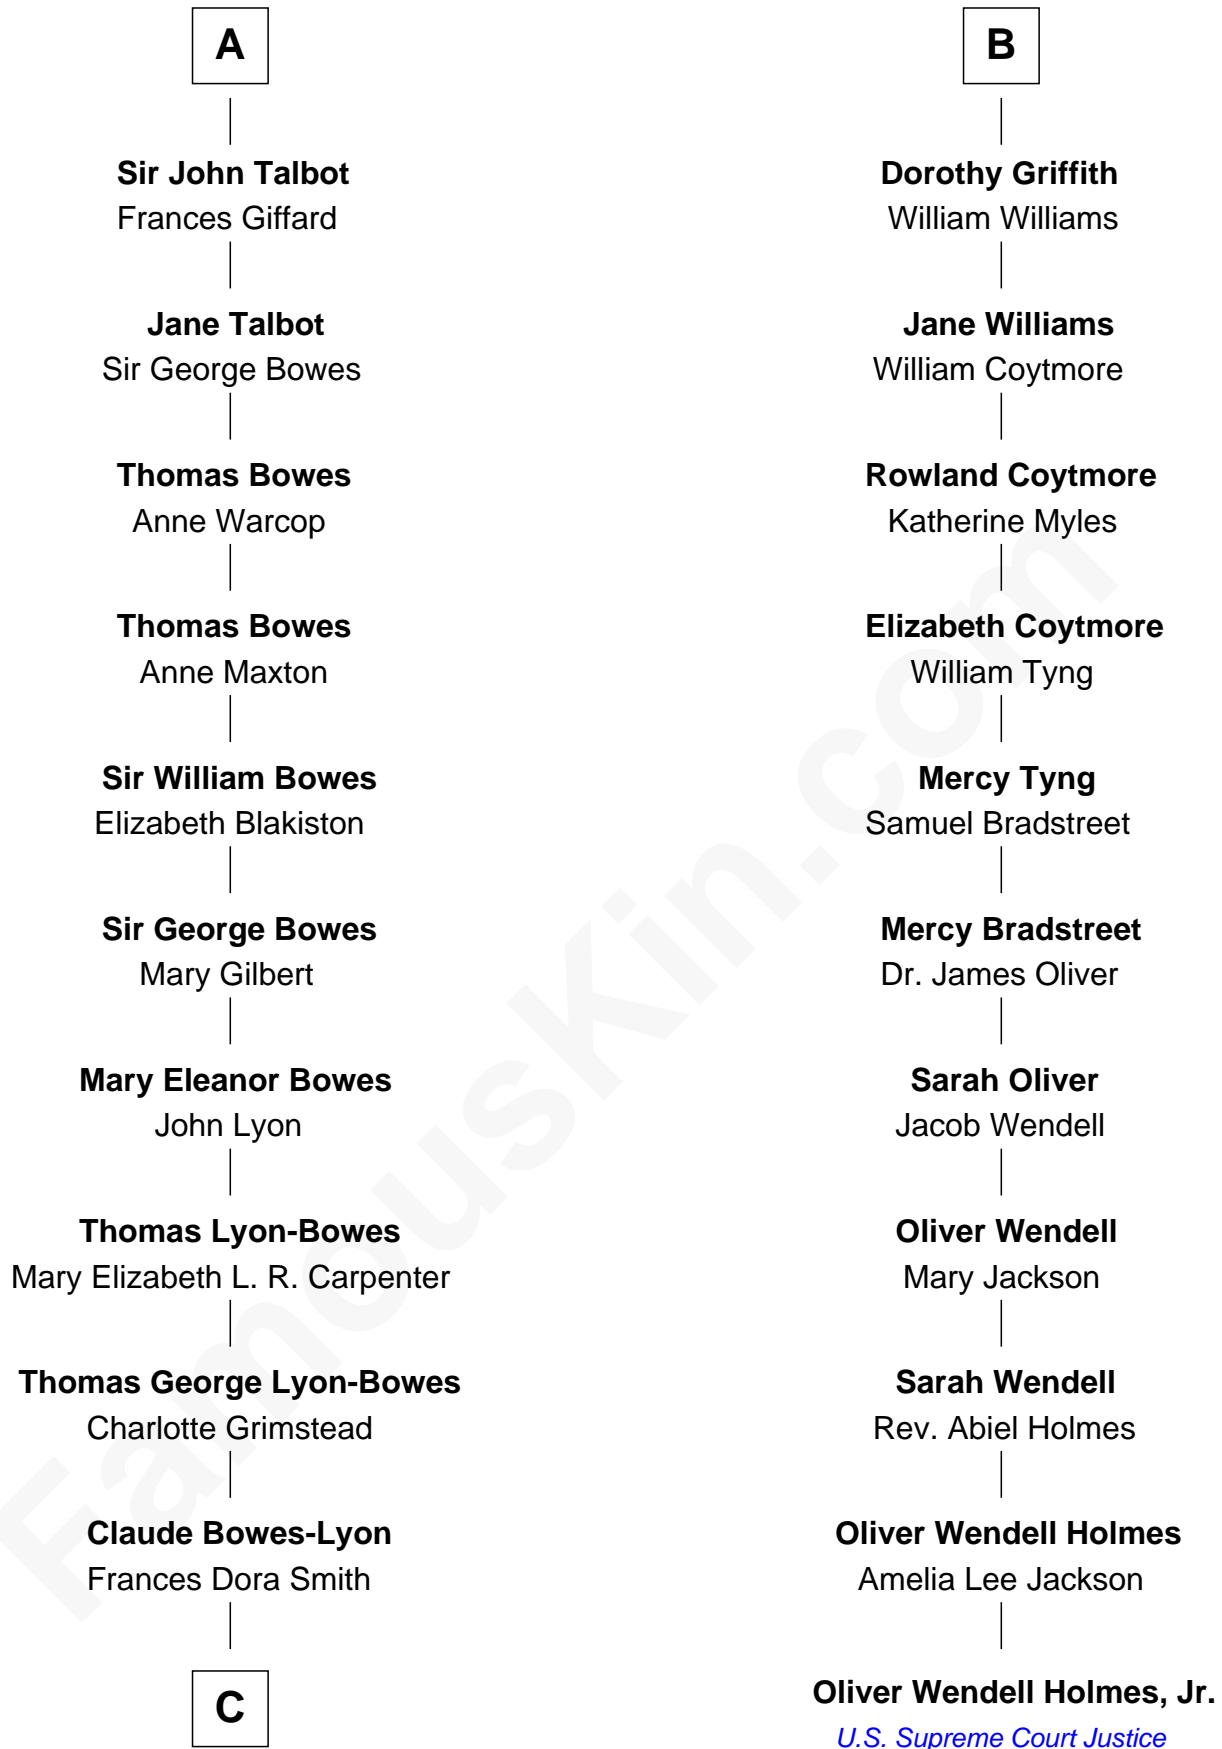 A
Sir John Talbot
Frances Giffard
Jane Talbot
Sir George Bowes
Thomas Bowes
Anne Warcop
Thomas Bowes
Anne Maxton
Sir William Bowes
Elizabeth Blakiston
Sir George Bowes
Mary Gilbert
Mary Eleanor Bowes
John Lyon
Thomas Lyon-Bowes
Mary Elizabeth L. R. Carpenter
Thomas George Lyon-Bowes
Charlotte Grimstead
Claude Bowes-Lyon
Frances Dora Smith
C
B
Dorothy Griffith
William Williams
Jane Williams
William Coytmore
Rowland Coytmore
Katherine Myles
Elizabeth Coytmore
William Tyng
Mercy Tyng
Samuel Bradstreet
Mercy Bradstreet
Dr. James Oliver
Sarah Oliver
Jacob Wendell
Oliver Wendell
Mary Jackson
Sarah Wendell
Rev. Abiel Holmes
Oliver Wendell Holmes
Amelia Lee Jackson
Oliver Wendell Holmes, Jr.
U.S. Supreme Court Justice
FamousKin.com